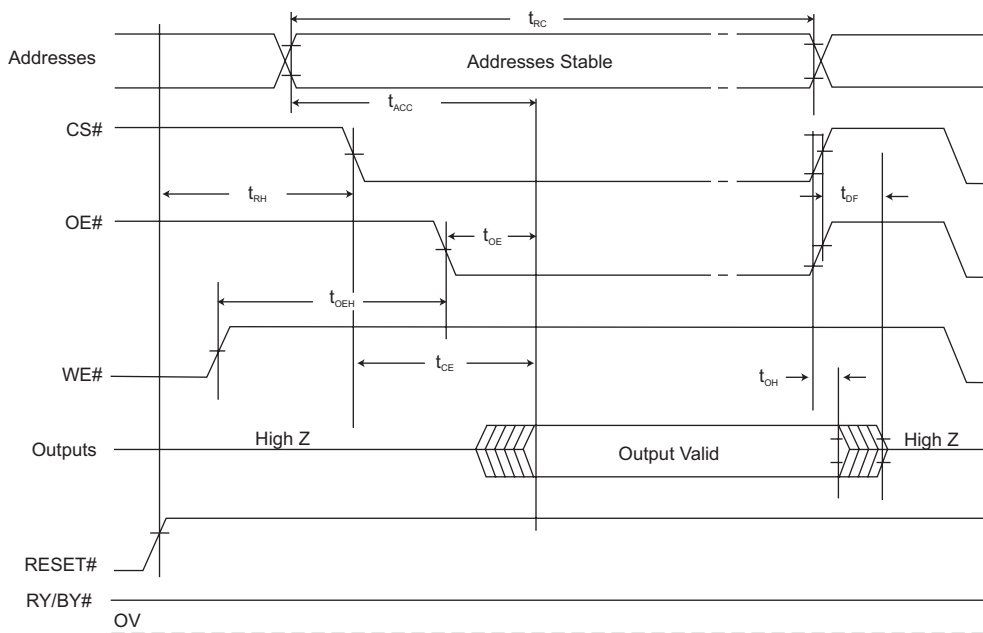 tRC
Addresses
Addresses Stable
tACC
CS#
tRH
tDF
OE#
tOE
tOEH
WE#
tCE
tOH
Outputs
High Z
Output Valid
High Z
RESET#
RY/BY#
OV